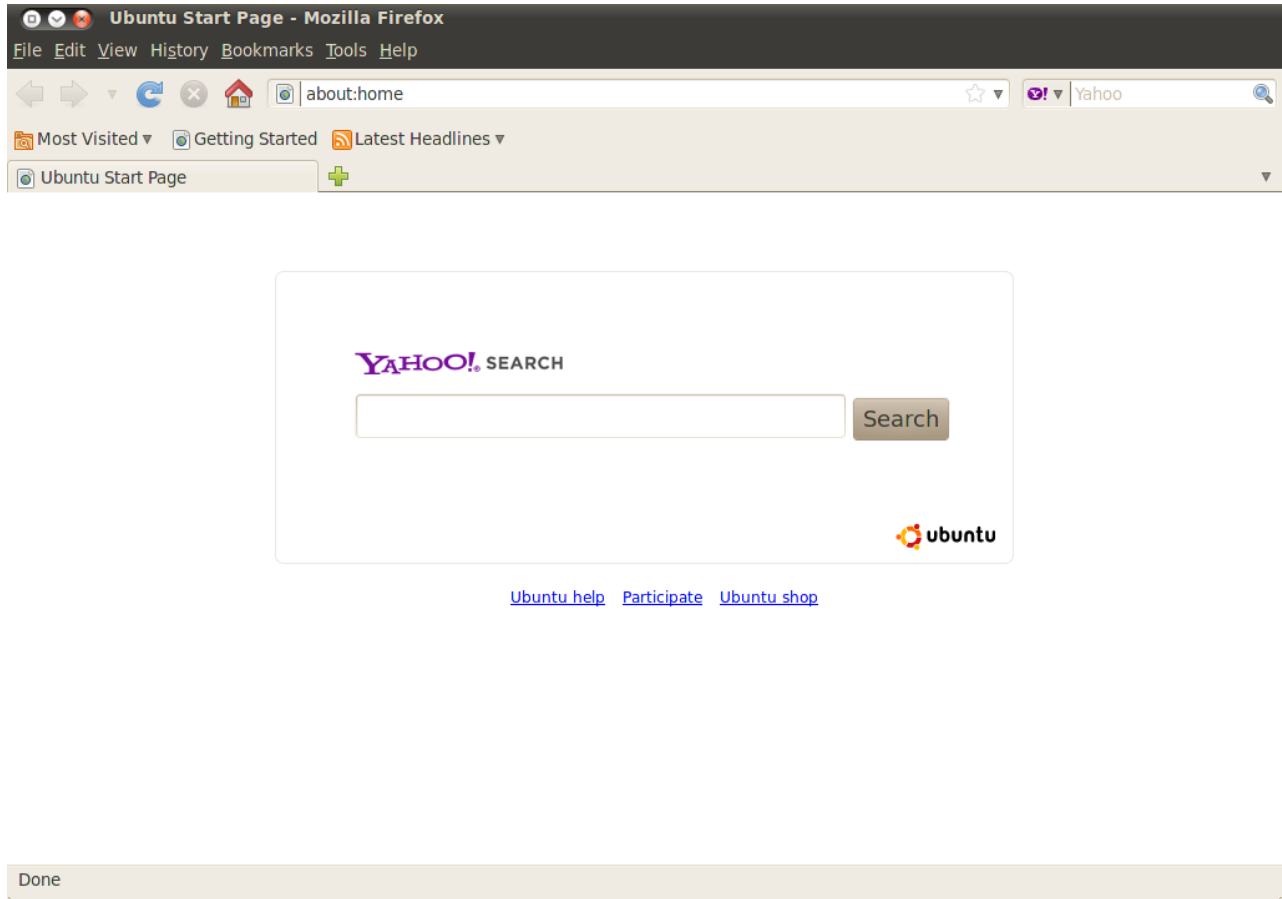 Ubuntu Start Page - Mozilla Firefox
File Edit View History Bookmarks Tools Help
about:home Y! Yahoo
Most Visited Getting Started Latest Headlines
Ubuntu Start Page
YAHOO!® SEARCH
Search
ubuntu
Ubuntu help Participate Ubuntu shop
Done